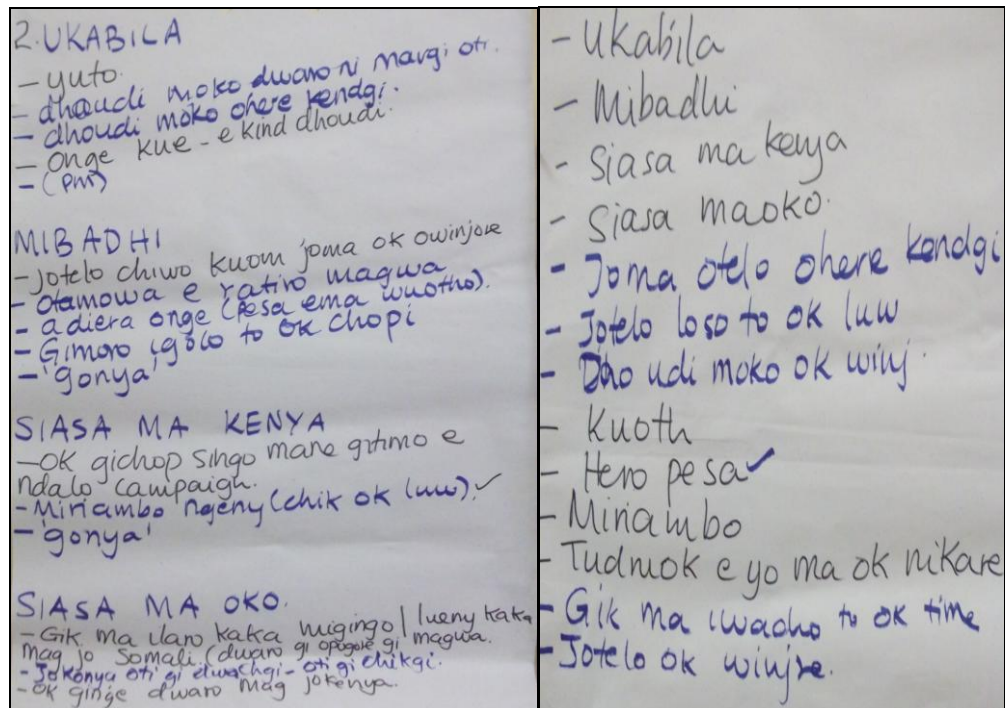 2. UKABILA
- yuto.
- dhoudi moko dwaro ni margi oti.
- dhoudi moko ohere kendgi.
- Onge kue - e kind dhoudi.
- (PM)
MIBADHI
- Jotelo chiwo kuom joma ok owinjore
- Otamowa e ratiro magwa
- adiera onge (pesa ema wuotho).
- Gimoro igolo to ok chopi
- 'gonya'
SIASA MA KENYA
- OK gichop singo mane gitimo e
ndalo campaign.
- Miriambo ngeny (chik ok luw). ✓
- 'gonya'
SIASA MA OKO.
- Gik ma ilaro kaka migingo / lueny kaka
mag jo Somali. (dwaro gi opogore gi magwa.
- Jokonya oti gi dwachgi - oti gi chikgi.
- OK ginge dwaro mag jokenya.
- Ukabila
- Mibadhi
- Siasa ma kenya
- Siasa maoko.
- Joma otelo ohere kendgi
- Jotelo loso to ok luw
- Dhoudi moko ok winj.
- Kuoth
- Hero pesa ✓
- Miriambo
- Tudruok e yo ma ok nikare
- Gik ma iwacho to ok time
- Jotelo ok winjre.